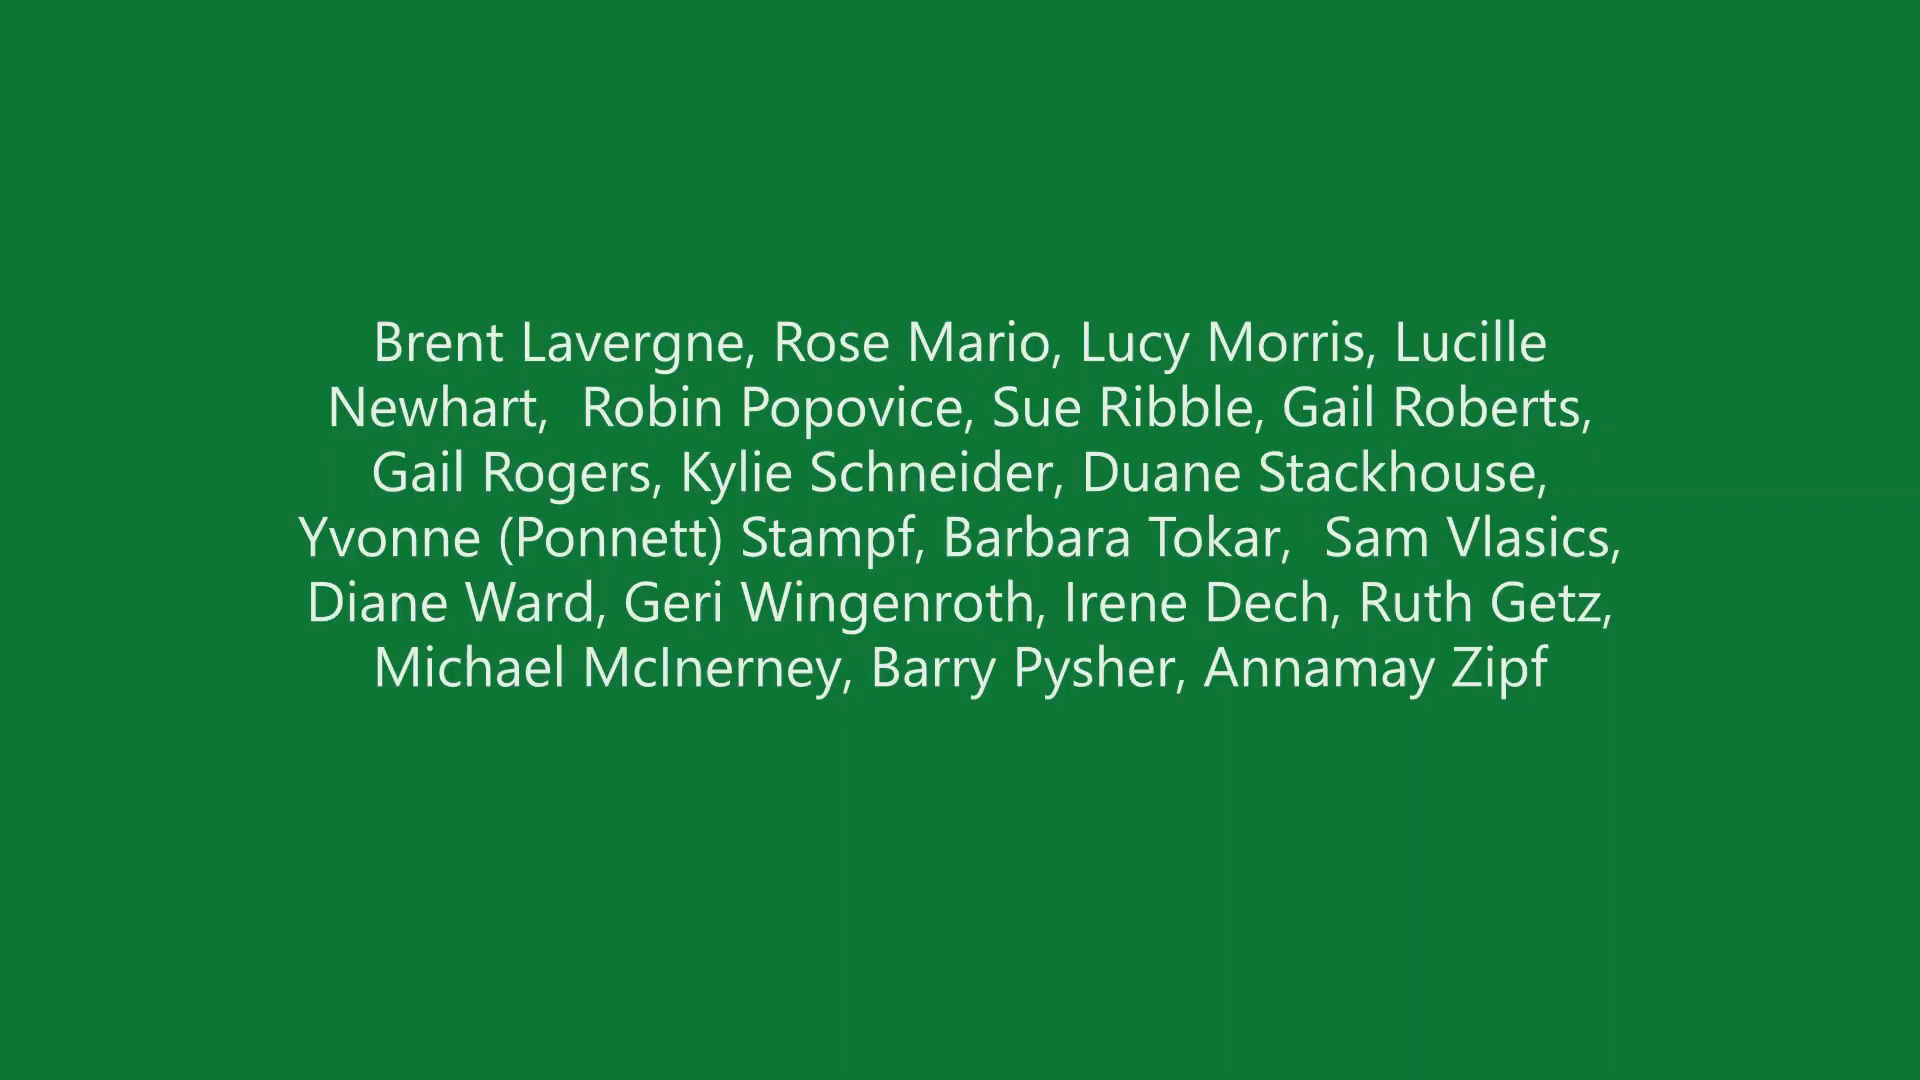 Brent Lavergne, Rose Mario, Lucy Morris, Lucille
Newhart,  Robin Popovice, Sue Ribble, Gail Roberts,
Gail Rogers, Kylie Schneider, Duane Stackhouse,
Yvonne (Ponnett) Stampf, Barbara Tokar,  Sam Vlasics,
Diane Ward, Geri Wingenroth, Irene Dech, Ruth Getz,
Michael McInerney, Barry Pysher, Annamay Zipf